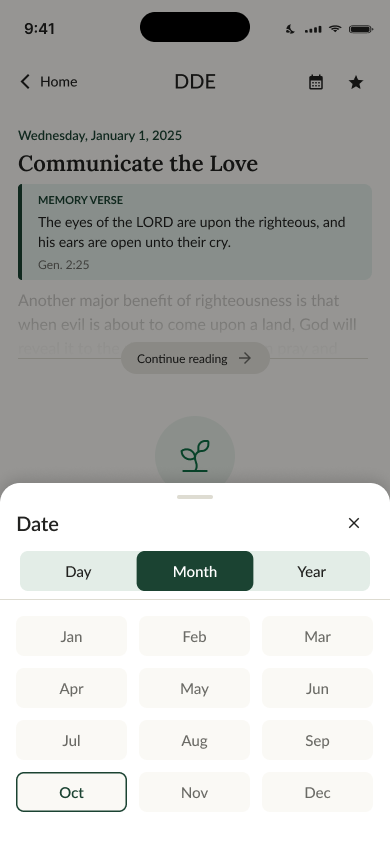 9:41
Home
DDE
Wednesday, January 1, 2025
Communicate the Love
MEMORY VERSE
The eyes of the LORD are upon the righteous, and
his ears are open unto their cry.
Gen. 2:25
Another major benefit of righteousness is that
when evil is about to come upon a land, God will
Continue reading
Date
Day Month Year
Jan Feb Mar
Apr May Jun
Jul Aug Sep
Oct Nov Dec